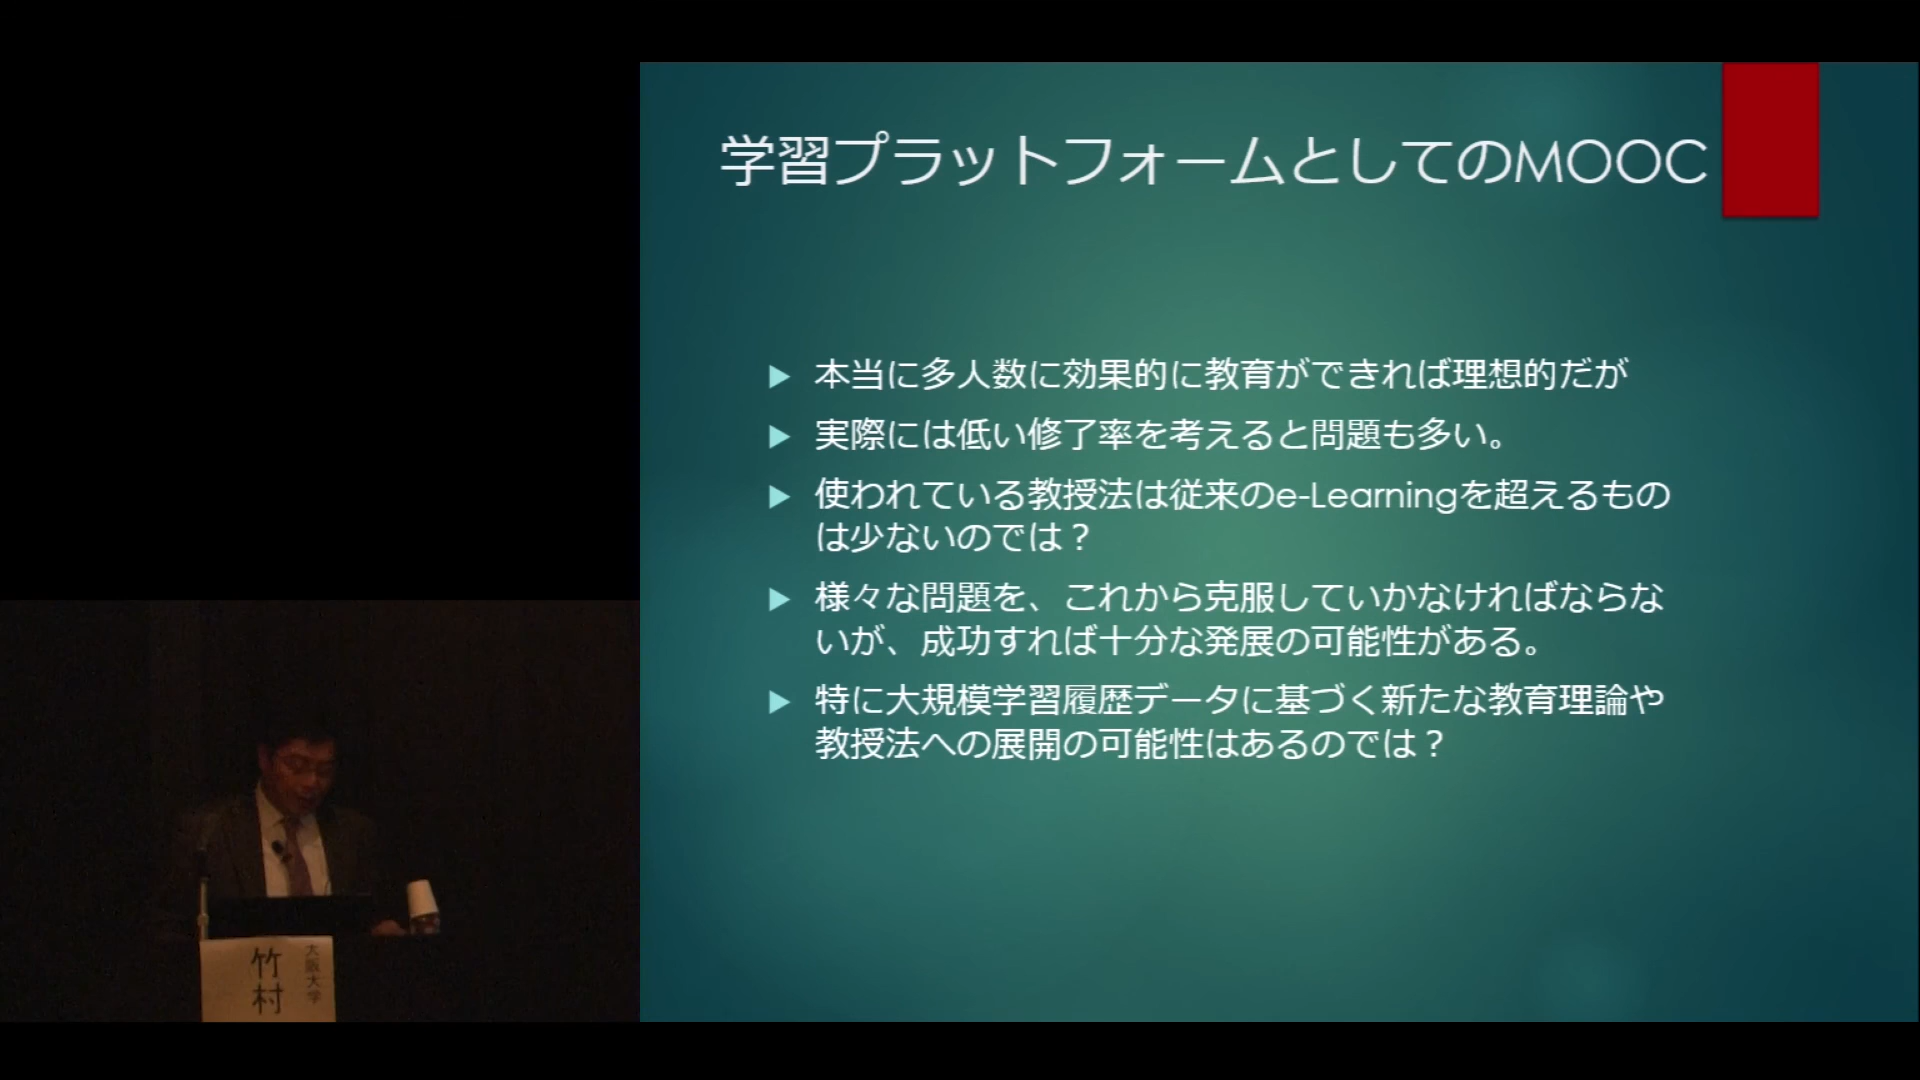 学習プラットフォームとしてのMOOC
本当に多人数に効果的に教育ができれば理想的だが
実際には低い修了率を考えると問題も多い。
使われている教授法は従来のe-Learningを超えるもの
は少ないのでは？
様々な問題を、これから克服していかなければならな
いが、成功すれば十分な発展の可能性がある。
特に大規模学習履歴データに基づく新たな教育理論や
教授法への展開の可能性はあるのでは？
大阪大学
竹村